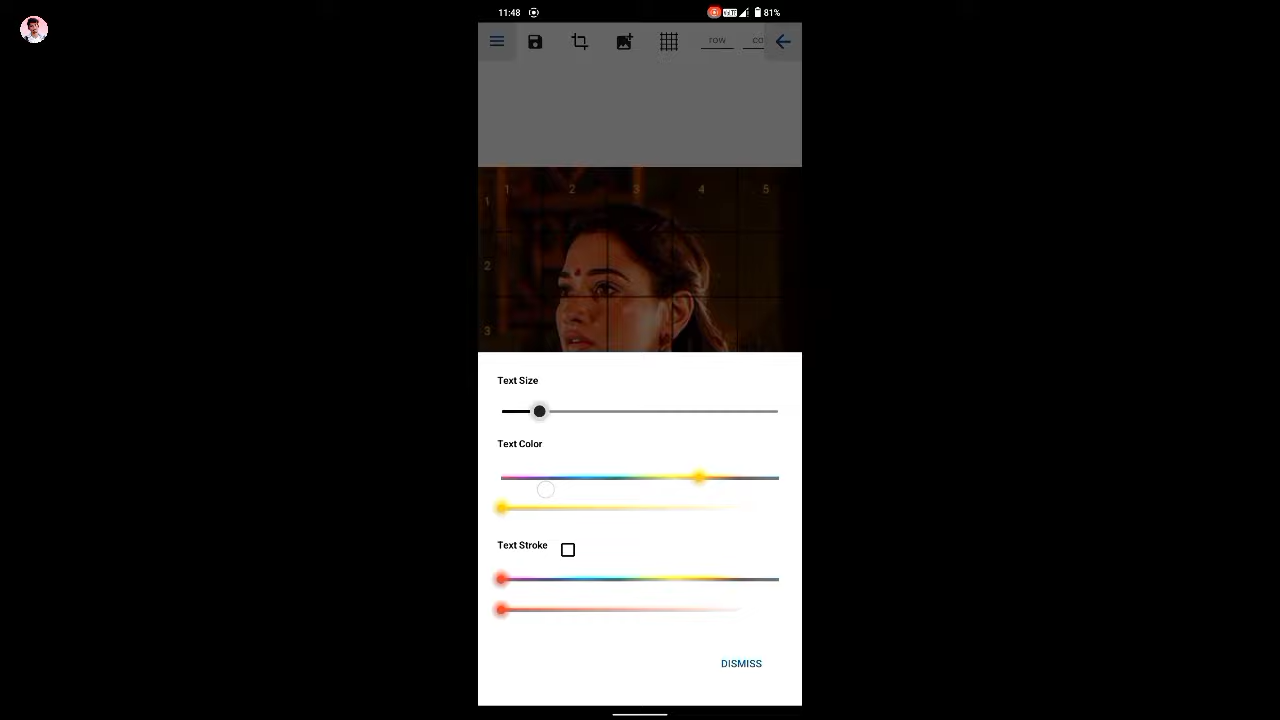 11:48
81%
row
co
1 2 3 4 5
1
2
3
Text Size
Text Color
Text Stroke
DISMISS